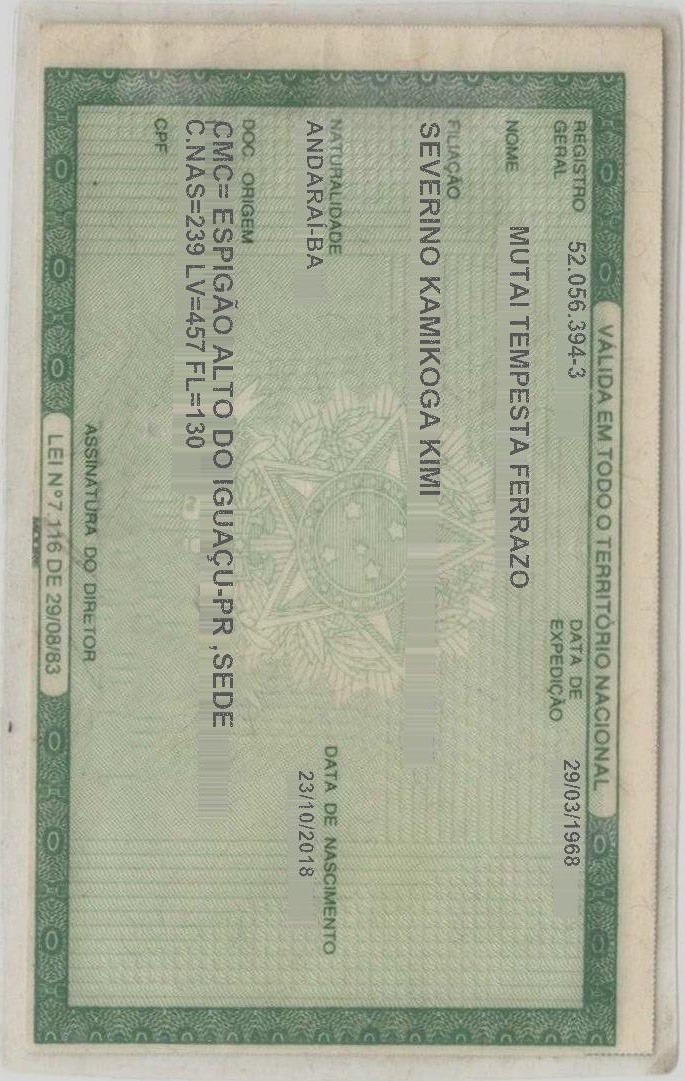 VÁLIDA EM TODO O TERRITÓRIO NACIONAL
REGISTRO GERAL 52.056.394-3 DATA DE EXPEDIÇÃO 29/03/1968
NOME
MUTAI TEMPESTA FERRAZO
FILIAÇÃO
SEVERINO KAMIKOGA KIMI
NATURALIDADE DATA DE NASCIMENTO
ANDARAÍ-BA 23/10/2018
DOC. ORIGEM
CMC= ESPIGÃO ALTO DO IGUAÇU-PR ,SEDE
C.NAS=239 LV=457 FL=130
CPF
ASSINATURA DO DIRETOR
LEI Nº 7.116 DE 29/08/83